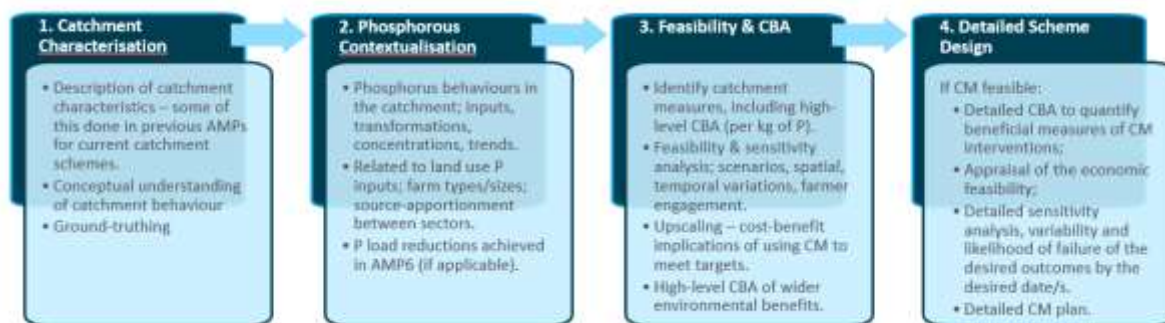 1. Catchment
Characterisation
• Description of catchment
characteristics – some of
this done in previous AMPs
for current catchment
schemes.
• Conceptual understanding
of catchment behaviour
• Ground-truthing
2. Phosphorous
Contextualisation
• Phosphorus behaviours in
the catchment; inputs,
transformations,
concentrations, trends.
• Related to land use P
inputs; farm types/sizes;
source-apportionment
between sectors.
• P load reductions achieved
in AMP6 (if applicable).
3. Feasibility & CBA
• Identify catchment
measures, including high-
level CBA (per kg of P).
• Feasibility & sensitivity
analysis; scenarios, spatial,
temporal variations, farmer
engagement.
• Upscaling – cost-benefit
implications of using CM to
meet targets.
• High-level CBA of wider
environmental benefits.
4. Detailed Scheme
Design
If CM feasible:
• Detailed CBA to quantify
beneficial measures of CM
interventions;
• Appraisal of the economic
feasibility;
• Detailed sensitivity
analysis, variability and
likelihood of failure of the
desired outcomes by the
desired date/s.
• Detailed CM plan.